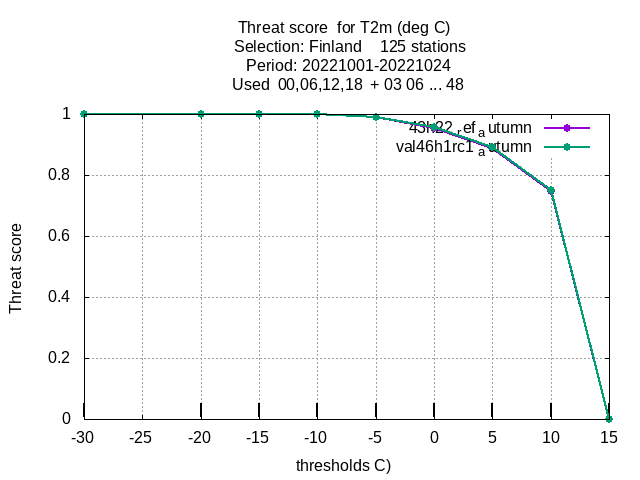 Threat score  for T2m (deg C)
Selection: Finland    125 stations
Period: 20221001-20221024
Used  00,06,12,18  + 03 06 ... 48
43h22_ref_autumn
val46h1rc1_autumn
1
0.8
0.6
0.4
0.2
0
Threat score
-30 -25 -20 -15 -10 -5 0 5 10 15
thresholds C)